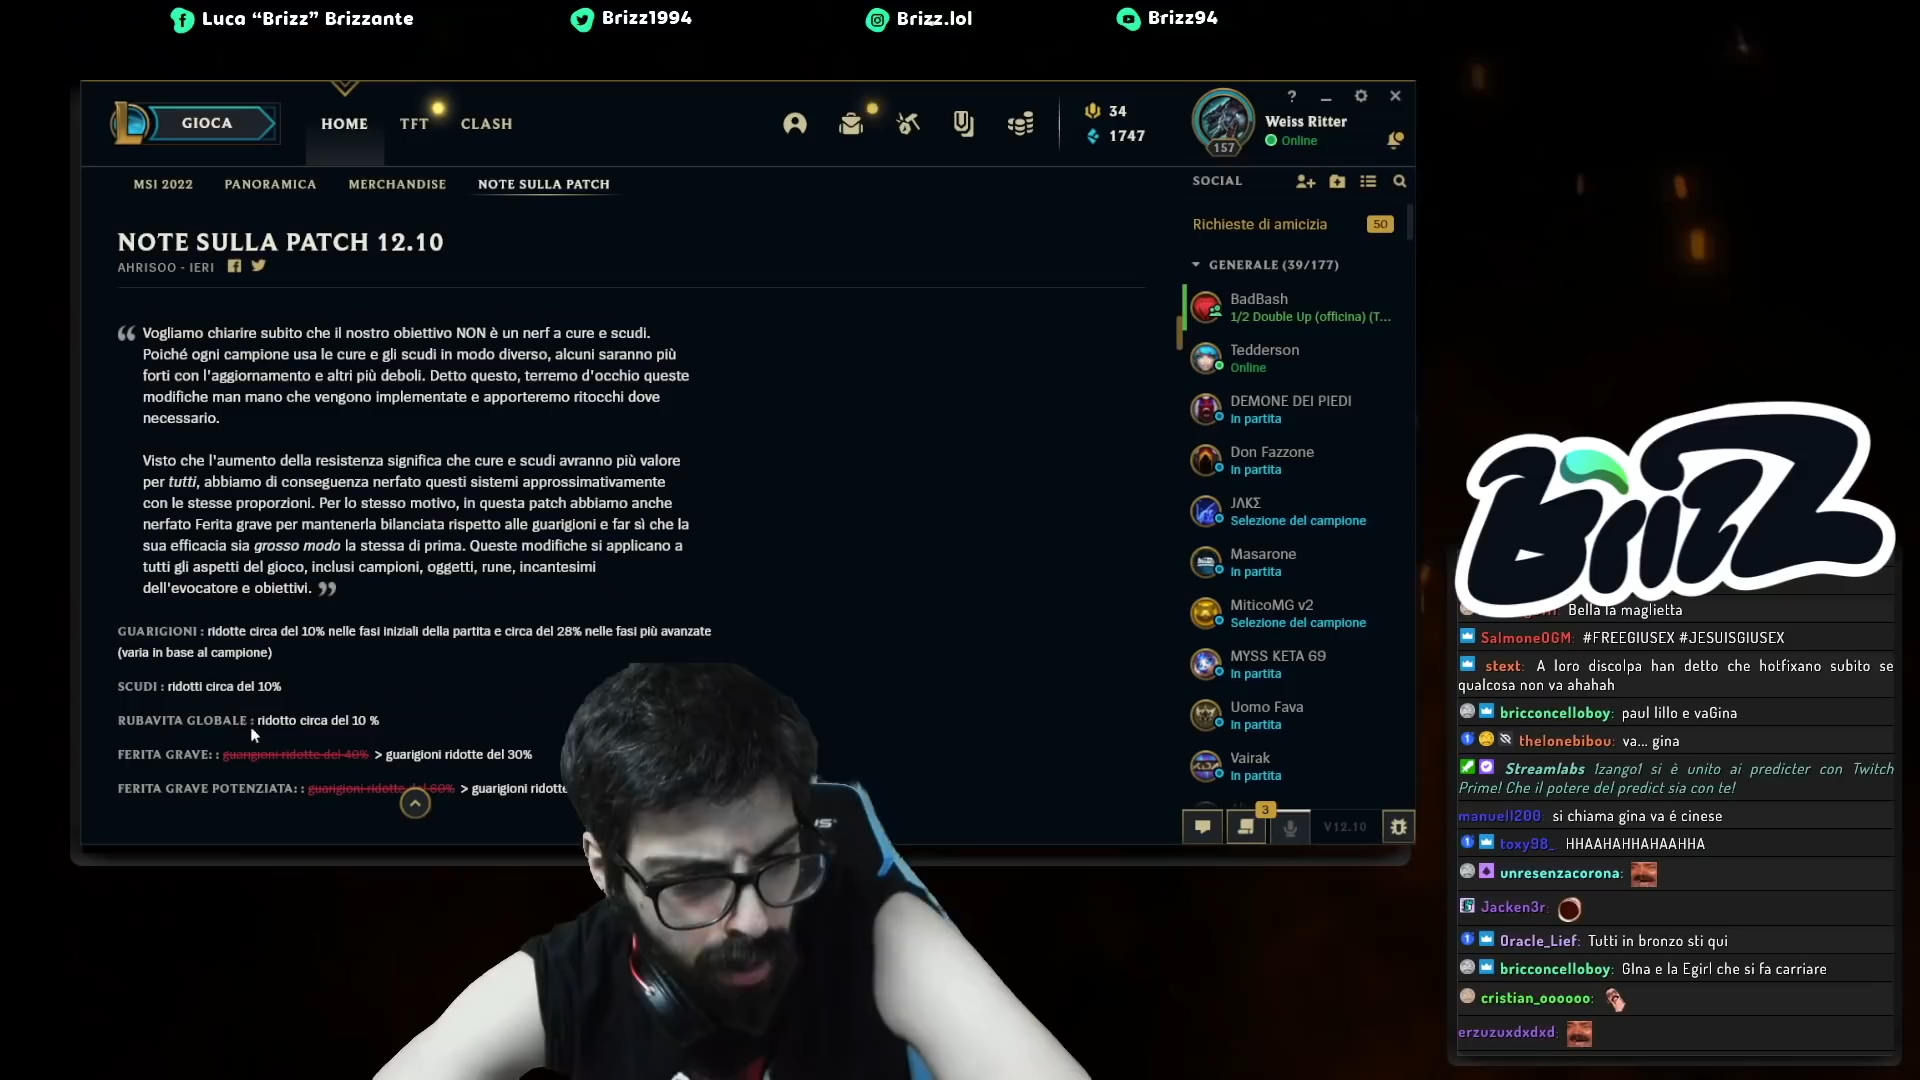 Luca “Brizz” Brizzante
Brizz1994
Brizz.lol
Brizz94
GIOCA
HOME
TFT
CLASH
34
1747
157
Weiss Ritter
Online
MSI 2022
PANORAMICA
MERCHANDISE
NOTE SULLA PATCH
NOTE SULLA PATCH 12.10
AHRISOO - IERI
Vogliamo chiarire subito che il nostro obiettivo NON è un nerf a cure e scudi.
Poiché ogni campione usa le cure e gli scudi in modo diverso, alcuni saranno più
forti con l'aggiornamento e altri più deboli. Detto questo, terremo d'occhio queste
modifiche man mano che vengono implementate e apporteremo ritocchi dove
necessario.
Visto che l'aumento della resistenza significa che cure e scudi avranno più valore
per tutti, abbiamo di conseguenza nerfato questi sistemi approssimativamente
con le stesse proporzioni. Per lo stesso motivo, in questa patch abbiamo anche
nerfato Ferita grave per mantenerla bilanciata rispetto alle guarigioni e far sì che la
sua efficacia sia grosso modo la stessa di prima. Queste modifiche si applicano a
tutti gli aspetti del gioco, inclusi campioni, oggetti, rune, incantesimi
dell'evocatore e obiettivi.
GUARIGIONI : ridotte circa del 10% nelle fasi iniziali della partita e circa del 28% nelle fasi più avanzate
(varia in base al campione)
SCUDI : ridotti circa del 10%
RUBAVITA GLOBALE : ridotto circa del 10 %
FERITA GRAVE: : guarigioni ridotte del 40% > guarigioni ridotte del 30%
FERITA GRAVE POTENZIATA: : guarigioni ridotte del 60% > guarigioni ridotte
SOCIAL
Richieste di amicizia
50
GENERALE (39/177)
BadBash
1/2 Double Up (officina) (T...
Tedderson
Online
DEMONE DEI PIEDI
In partita
Don Fazzone
In partita
JΛKΣ
Selezione del campione
Masarone
In partita
MiticoMG v2
Selezione del campione
MYSS KETA 69
In partita
Uomo Fava
In partita
Vairak
In partita
3
V12.10
BrizZ
Bella la maglietta
SalmoneOGM: #FREEGIUSEX #JESUISGIUSEX
stext: A loro discolpa han detto che hotfixano subito se
qualcosa non va ahahah
bricconcelloboy: paul lillo e vaGina
thelonebibou: va... gina
Streamlabs 1zango1 si è unito ai predicter con Twitch
Prime! Che il potere del predict sia con te!
manuell200: si chiama gina va é cinese
toxy98_ HHAAHAHHAHAAHHA
unresenzacorona:
Jacken3r:
Oracle_Lief: Tutti in bronzo sti qui
bricconcelloboy: GIna e la Egirl che si fa carriare
cristian_oooooo:
erzuzuxdxdxd: